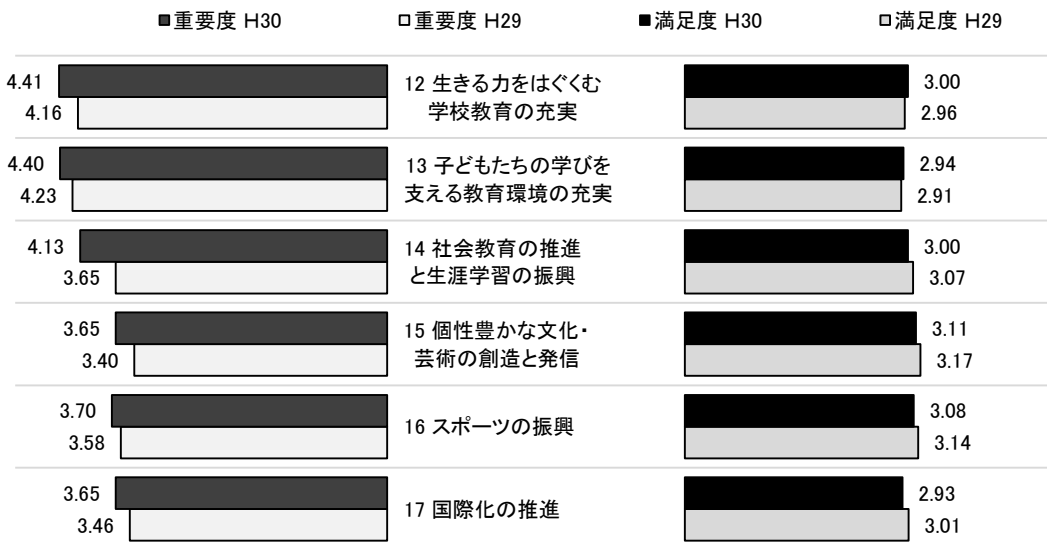 ■重要度 H30 □重要度 H29 ■満足度 H30 □満足度 H29
4.41 12 生きる力をはぐくむ 3.00
4.16 学校教育の充実 2.96
4.40 13 子どもたちの学びを 2.94
4.23 支える教育環境の充実 2.91
4.13 14 社会教育の推進 3.00
3.65 と生涯学習の振興 3.07
3.65 15 個性豊かな文化・ 3.11
3.40 芸術の創造と発信 3.17
3.70 3.08
16 スポーツの振興
3.58 3.14
3.65 2.93
17 国際化の推進
3.46 3.01